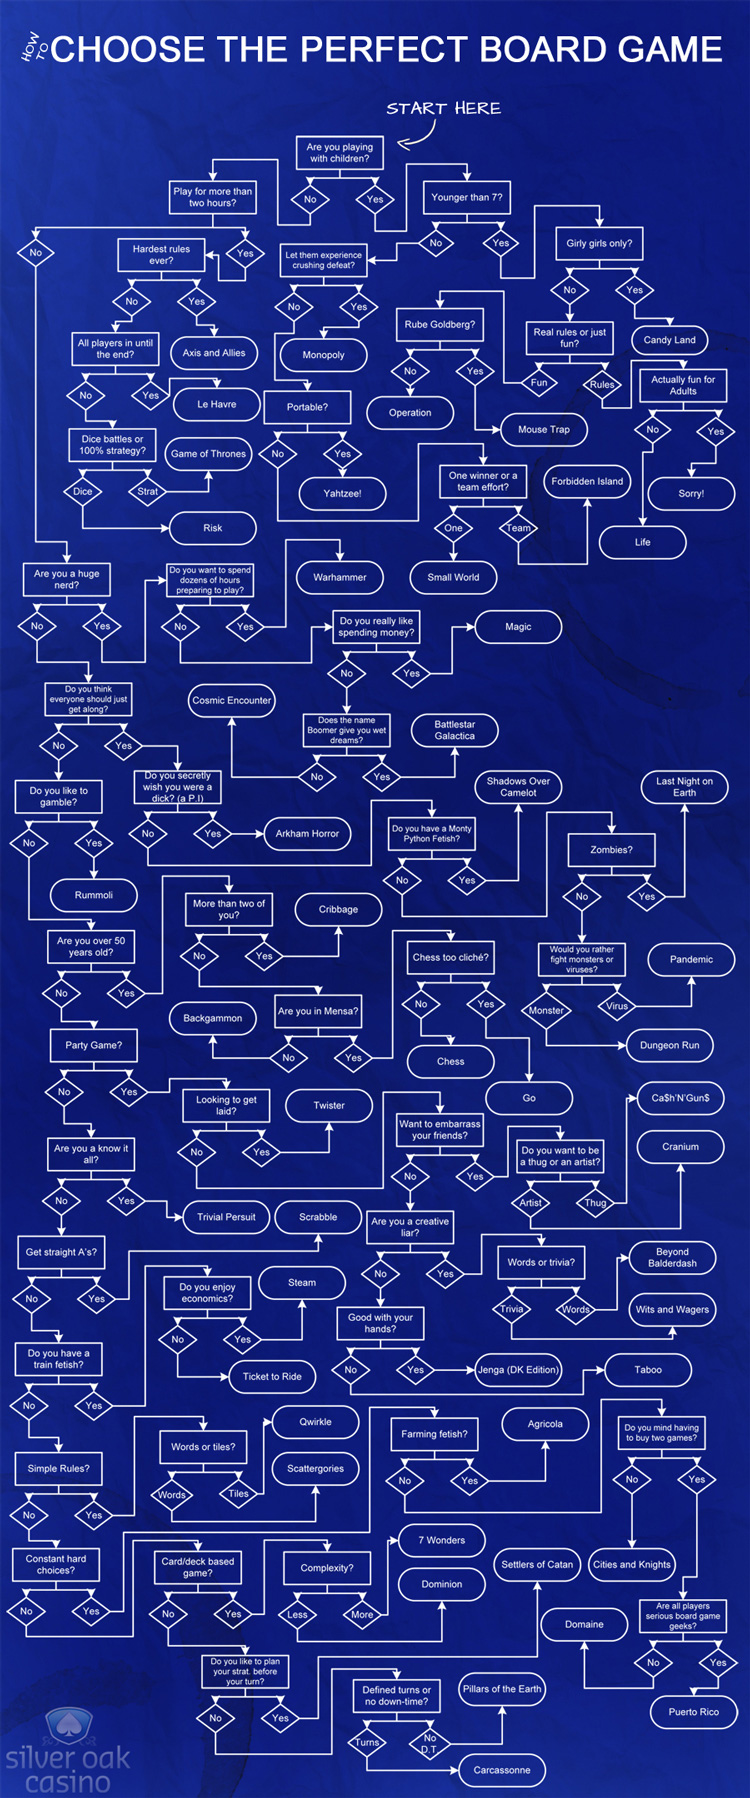 HOW TO CHOOSE THE PERFECT BOARD GAME
START HERE
Are you playing
with children?
No
Yes
Play for more than
two hours?
Younger than 7?
No
Yes
No
Yes
Hardest rules
ever?
Let them experience
crushing defeat?
Girly girls only?
No
Yes
No
Yes
No
Yes
All players in until
the end?
Axis and Allies
Monopoly
Rube Goldberg?
Real rules or just
fun?
Candy Land
No
Yes
No
Yes
Fun
Rules
Actually fun for
Adults
Le Havre
Portable?
Operation
Mouse Trap
No
Yes
Dice battles or
100% strategy?
Game of Thrones
No
Yes
One winner or a
team effort?
Forbidden Island
Dice
Strat
Yahtzee!
Sorry!
Risk
One
Team
Life
Small World
Are you a huge
nerd?
Do you want to spend
dozens of hours
preparing to play?
Warhammer
No
Yes
No
Yes
Do you really like
spending money?
Magic
No
Yes
Do you think
everyone should just
get along?
Cosmic Encounter
Does the name
Boomer give you wet
dreams?
Battlestar
Galactica
No
Yes
No
Yes
Do you like to
gamble?
Do you secretly
wish you were a
dick? (a P.I)
Shadows Over
Camelot
Last Night on
Earth
No
Yes
No
Yes
Arkham Horror
Do you have a Monty
Python Fetish?
Zombies?
No
Yes
No
Yes
Rummoli
More than two of
you?
Cribbage
Are you over 50
years old?
No
Yes
Chess too cliché?
Would you rather
fight monsters or
viruses?
Pandemic
No
Yes
Backgammon
Are you in Mensa?
No
Yes
Monster
Virus
Party Game?
No
Yes
Chess
Dungeon Run
No
Yes
Looking to get
laid?
Twister
Go
Ca$h'N'Gun$
Want to embarrass
your friends?
Do you want to be
a thug or an artist?
Cranium
Are you a know it
all?
No
Yes
No
Yes
No
Yes
Artist
Thug
Trivial Persuit
Scrabble
Are you a creative
liar?
Get straight A's?
Words or trivia?
Beyond
Balderdash
No
Yes
Do you enjoy
economics?
Steam
No
Yes
Trivia
Words
Wits and Wagers
Good with your
hands?
Do you have a
train fetish?
No
Yes
No
Yes
Ticket to Ride
Jenga (DK Edition)
Taboo
No
Yes
Words or tiles?
Qwirkle
Farming fetish?
Agricola
Do you mind having
to buy two games?
Simple Rules?
Scattergories
No
Yes
No
Yes
Words
Tiles
No
Yes
Constant hard
choices?
Card/deck based
game?
Complexity?
7 Wonders
Settlers of Catan
Cities and Knights
Dominion
No
Yes
No
Yes
Less
More
Domaine
Are all players
serious board game
geeks?
Do you like to plan
your strat. before
your turn?
No
Yes
Defined turns or
no down-time?
Pillars of the Earth
No
Yes
Puerto Rico
Turns
No
D.T.
Carcassonne
silver oak
casino